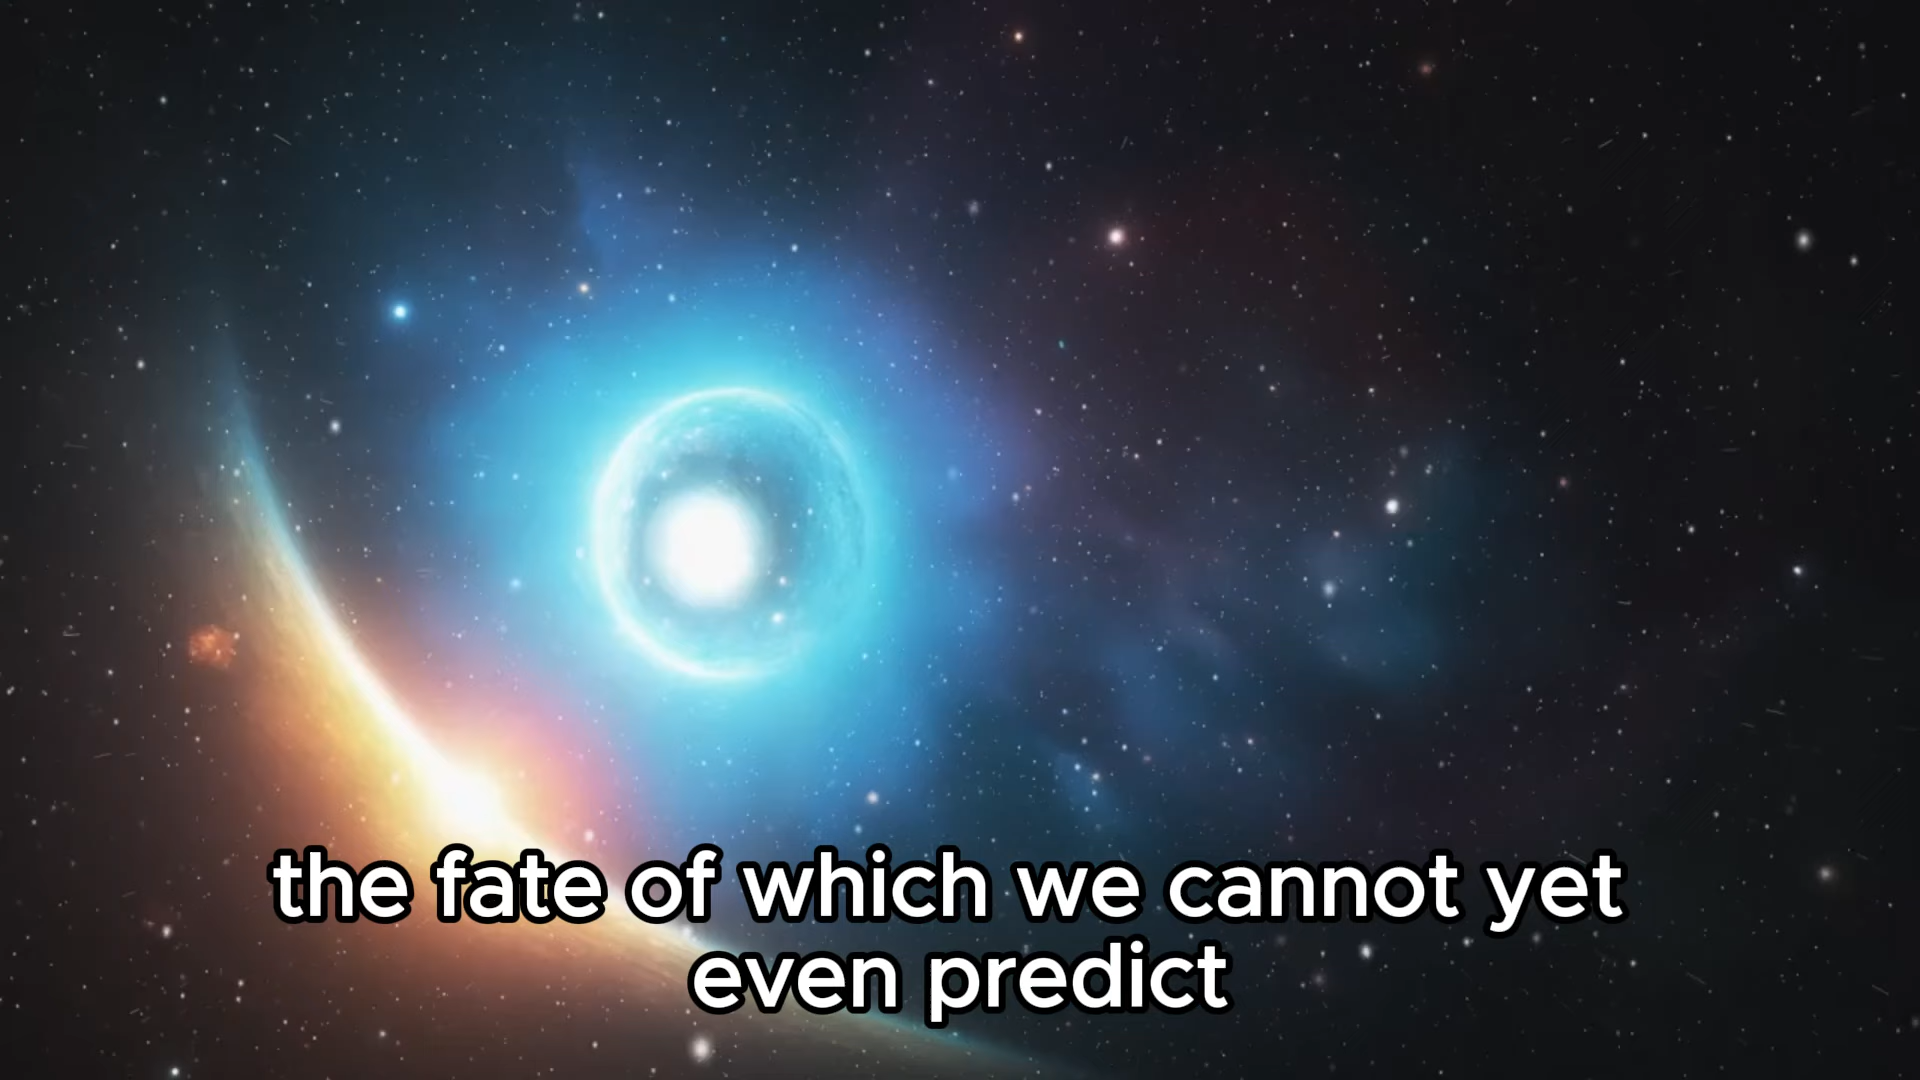 the fate of which we cannot yet
even predict